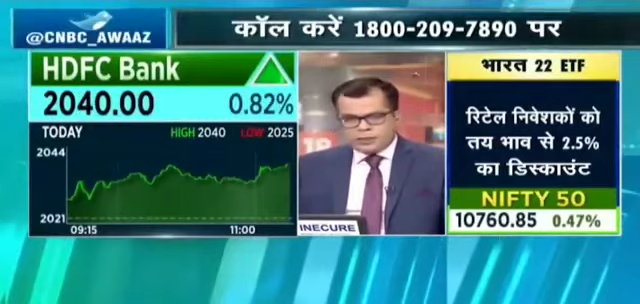 @CNBC_AWAAZ
कॉल करें 1800-209-7890 पर
HDFC Bank
2040.00 0.82%
TODAY HIGH 2040 LOW 2025
2044
2021
09:15 11:00
18
INECURE
भारत 22 ETF
रिटेल निवेशकों को
तय भाव से 2.5%
का डिस्काउंट
NIFTY 50
10760.85 0.47%